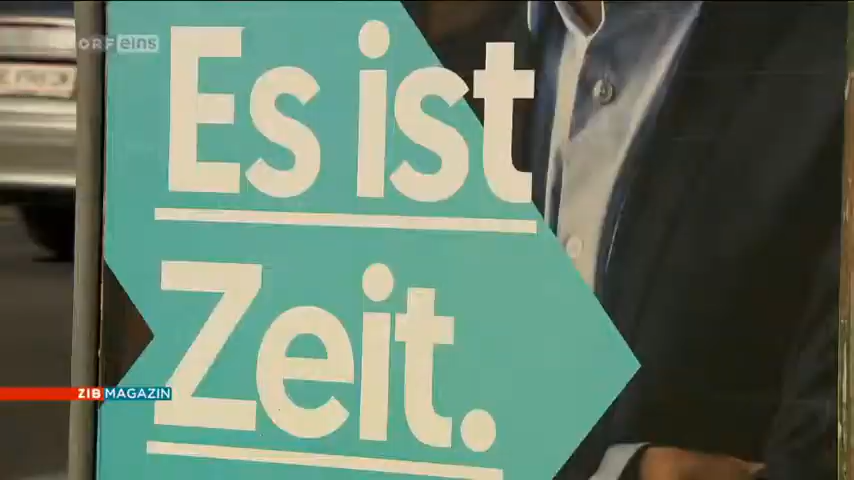 ORF eins
Es ist
Zeit.
ZIB MAGAZIN